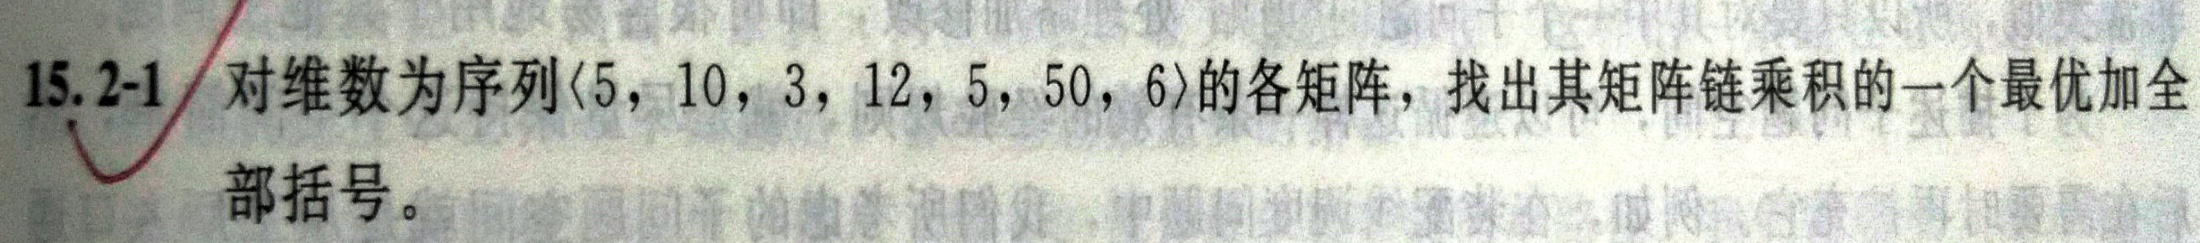 15.2-1 对维数为序列〈5，10，3，12，5，50，6〉的各矩阵，找出其矩阵链乘积的一个最优加全
部括号。